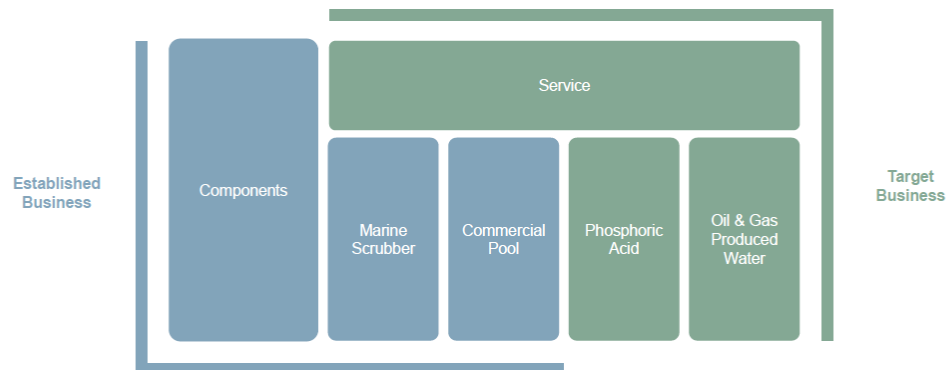 Established
Business
Components
Service
Marine
Scrubber
Commercial
Pool
Phosphoric
Acid
Oil & Gas
Produced
Water
Target
Business